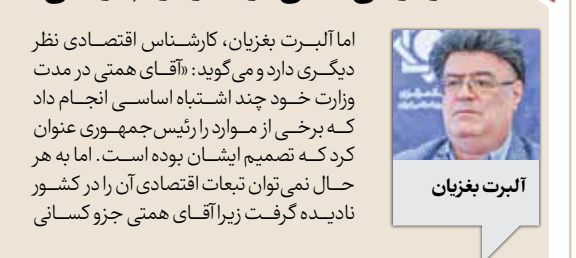 اما آلبرت بغزیان، کارشناس اقتصادی نظر
دیگری دارد و می‌گوید: «آقای همتی در مدت
وزارت خود چند اشتباه اساسی انجام داد
که برخی از موارد را رئیس‌جمهوری عنوان
کرد که تصمیم ایشان بوده است. اما به هر
حال نمی‌توان تبعات اقتصادی آن را در کشور
نادیده گرفت زیرا آقای همتی جزو کسانی
آلبرت بغزیان